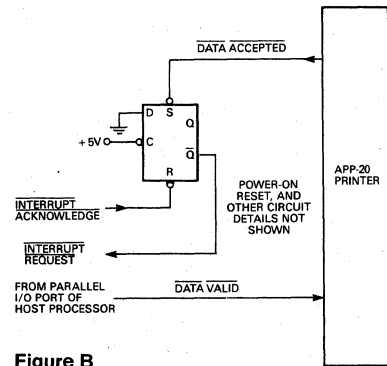 DATA ACCEPTED
D S
Q
+5V C
Q
R
APP-20
PRINTER
POWER-ON
RESET, AND
OTHER CIRCUIT
DETAILS NOT
SHOWN
INTERRUPT
ACKNOWLEDGE
INTERRUPT
REQUEST
FROM PARALLEL
I/O PORT OF
HOST PROCESSOR
DATA VALID
Figure B